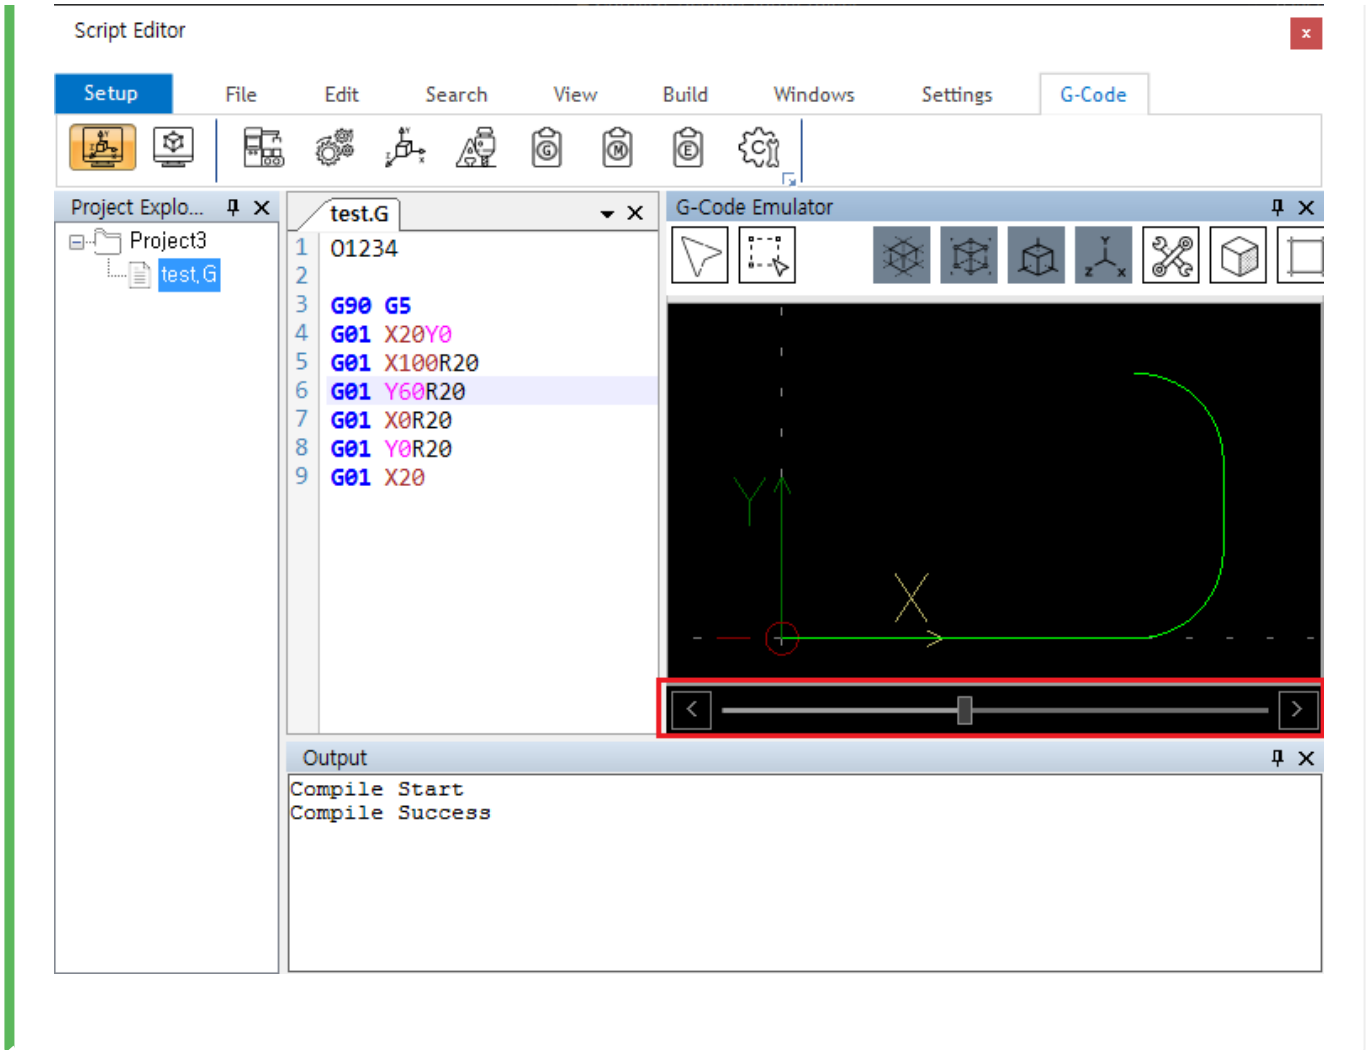 Script Editor
x
Setup File Edit Search View Build Windows Settings G-Code
G M E C
Project Explo...
Project3
test.G
test.G
1 O1234
2
3 G90 G5
4 G01 X20Y0
5 G01 X100R20
6 G01 Y60R20
7 G01 X0R20
8 G01 Y0R20
9 G01 X20
G-Code Emulator
Y
Z X
Y
X
Output
Compile Start
Compile Success